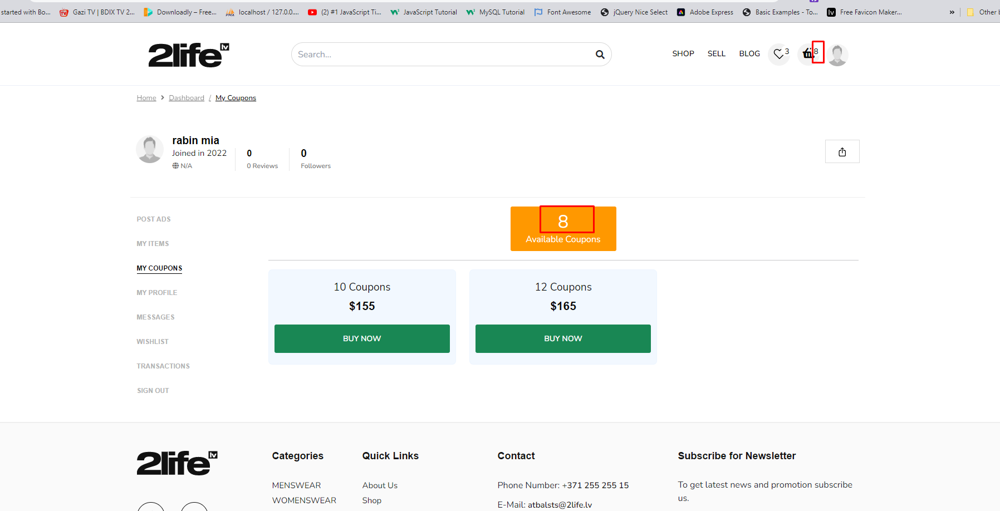 started with Bo... Gazi TV | BDIX TV 2... Downloadly – Free... localhost / 127.0.0.... (2) #1 JavaScript Ti... JavaScript Tutorial MySQL Tutorial Font Awesome jQuery Nice Select Adobe Express Basic Examples - To... Free Favicon Maker... » Other b
2life lv Search... SHOP SELL BLOG 3 8
Home > Dashboard / My Coupons
rabin mia
Joined in 2022
N/A
0
0 Reviews
0
Followers
POST ADS
MY ITEMS
MY COUPONS
MY PROFILE
MESSAGES
WISHLIST
TRANSACTIONS
SIGN OUT
8
Available Coupons
10 Coupons
$155
BUY NOW
12 Coupons
$165
BUY NOW
2life lv
Categories
MENSWEAR
WOMENSWEAR
Quick Links
About Us
Shop
Contact
Phone Number: +371 255 255 15
E-Mail: atbalsts@2life.lv
Subscribe for Newsletter
To get latest news and promotion subscribe
us.